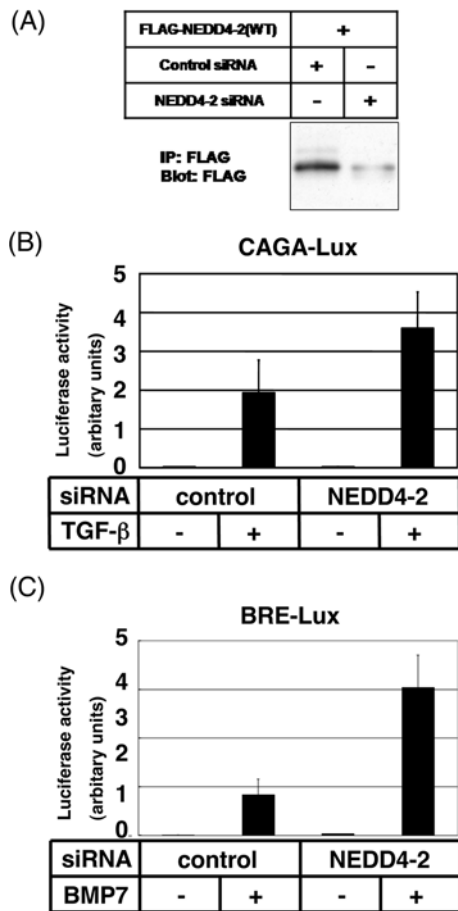 (A)
FLAG-NEDD4-2(WT) +
Control siRNA + -
NEDD4-2 siRNA - +
IP: FLAG
Blot: FLAG
(B)
CAGA-Lux
Luciferase activity
(arbitary units)
5
4
3
2
1
0
siRNA control NEDD4-2
TGF-β - + - +
(C)
BRE-Lux
Luciferase activity
(arbitary units)
5
4
3
2
1
0
siRNA control NEDD4-2
BMP7 - + - +